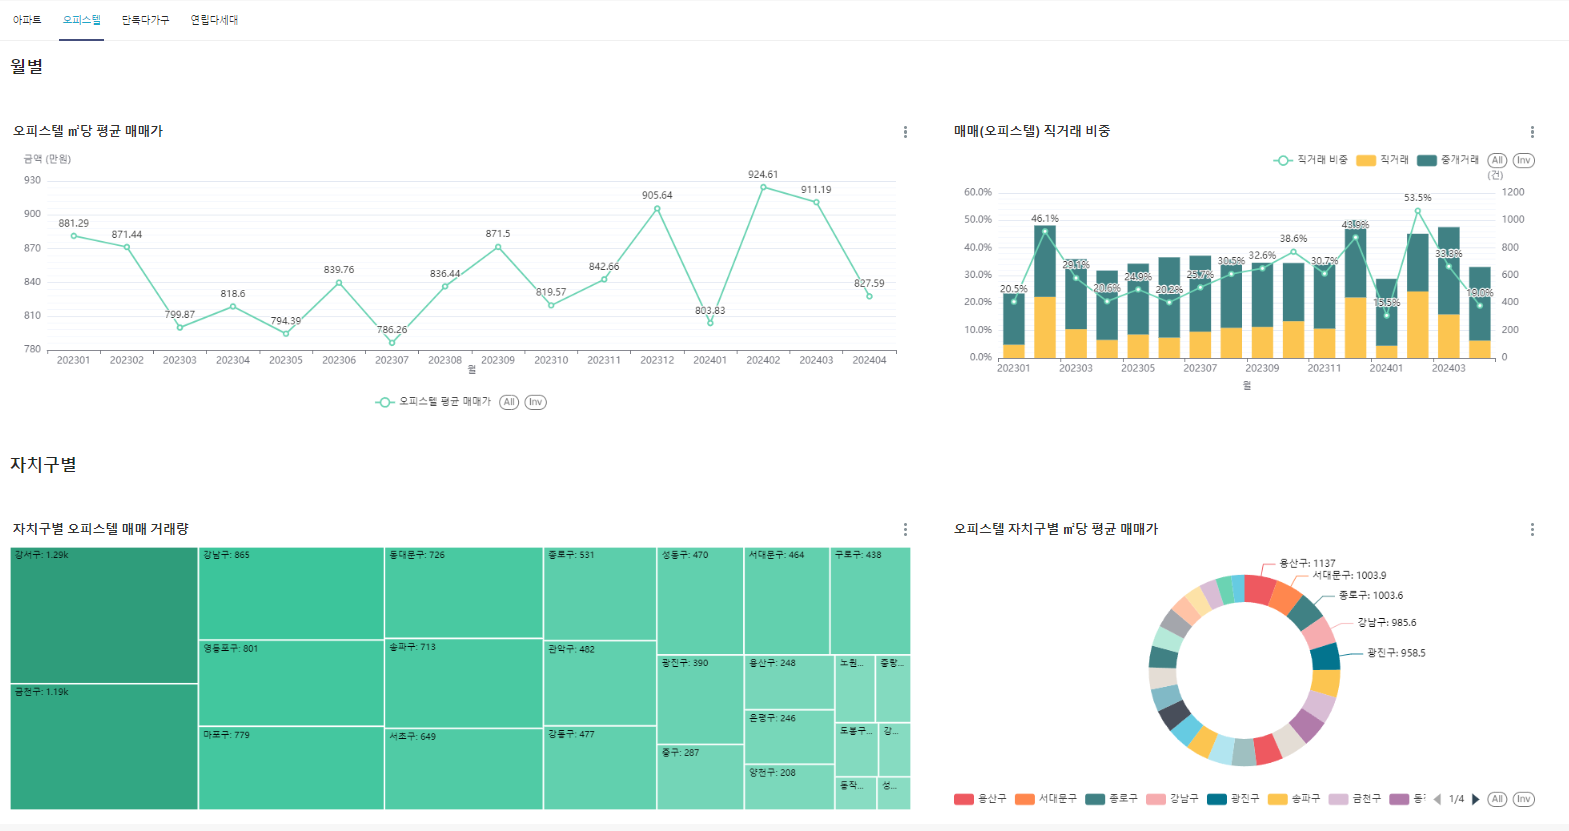 아파트 오피스텔 단독다가구 연립다세대
월별
오피스텔 ㎡당 평균 매매가
금액 (만원)
930
900
870
840
810
780
881.29
871.44
799.87
818.6
794.39
839.76
786.26
836.44
871.5
819.57
842.66
905.64
803.83
924.61
911.19
827.59
202301 202302 202303 202304 202305 202306 202307 202308 202309 202310 202311 202312 202401 202402 202403 202404
월
오피스텔 평균 매매가 All Inv
매매(오피스텔) 직거래 비중
직거래 비중 직거래 중개거래 All Inv
(건)
60.0%
50.0%
40.0%
30.0%
20.0%
10.0%
0.0%
1200
1000
800
600
400
200
0
20.5%
46.1%
29.1%
20.6%
24.9%
20.2%
25.7%
30.5%
32.6%
38.6%
30.7%
43.9%
15.5%
53.5%
33.3%
19.0%
202301 202303 202305 202307 202309 202311 202401 202403
월
자치구별
자치구별 오피스텔 매매 거래량
강서구: 1.29k
금천구: 1.19k
강남구: 865
영등포구: 801
마포구: 779
동대문구: 726
송파구: 713
서초구: 649
종로구: 531
관악구: 482
강동구: 477
성동구: 470
광진구: 390
중구: 287
서대문구: 464
구로구: 438
용산구: 248
은평구: 246
양천구: 208
노원...
중랑...
도봉구...
강...
동작...
성...
오피스텔 자치구별 ㎡당 평균 매매가
용산구: 1137
서대문구: 1003.9
종로구: 1003.6
강남구: 985.6
광진구: 958.5
용산구 서대문구 종로구 강남구 광진구 송파구 금천구 1/4 All Inv